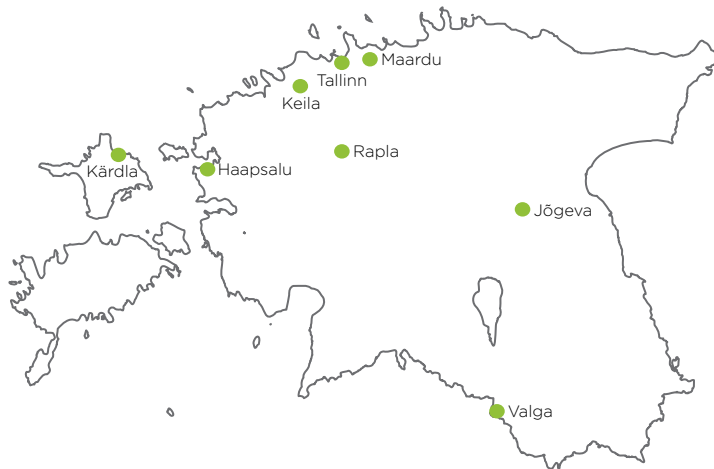 Maardu
Tallinn
Keila
Rapla
Kärdla
Haapsalu
Jõgeva
Valga